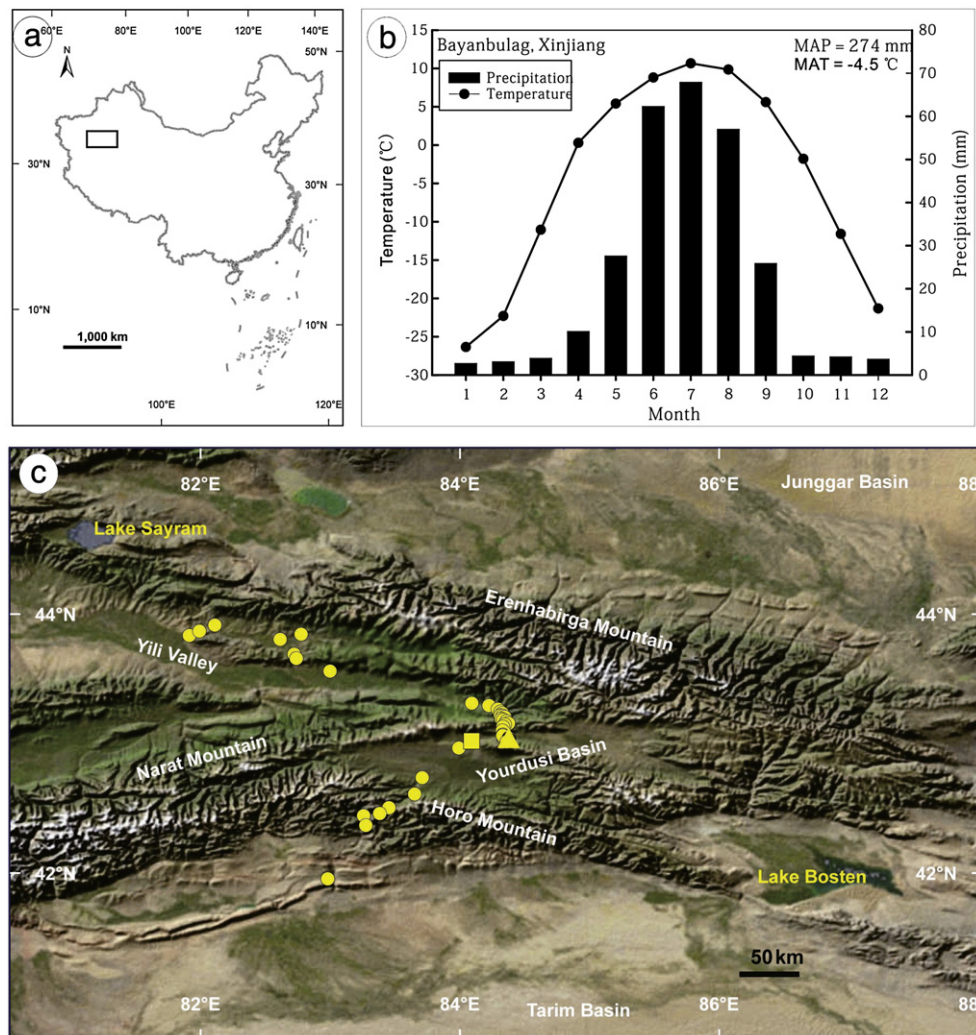 a
60°E
80°E
100°E
120°E
140°E
N
50°N
30°N
30°N
10°N
10°N
1,000 km
100°E
120°E
b
Bayanbulag, Xinjiang
MAP = 274 mm
MAT = -4.5 ℃
Precipitation
Temperature
Temperature (℃)
15
10
5
0
-5
-10
-15
-20
-25
-30
Precipitation (mm)
80
70
60
50
40
30
20
10
0
1 2 3 4 5 6 7 8 9 10 11 12
Month
c
82°E
84°E
86°E
88
Junggar Basin
Lake Sayram
44°N
44°N
Erenhabirga Mountain
Yili Valley
Narat Mountain
Yourdusi Basin
Horo Mountain
42°N
Lake Bosten
42°N
50 km
82°E
84°E
86°E
88
Tarim Basin